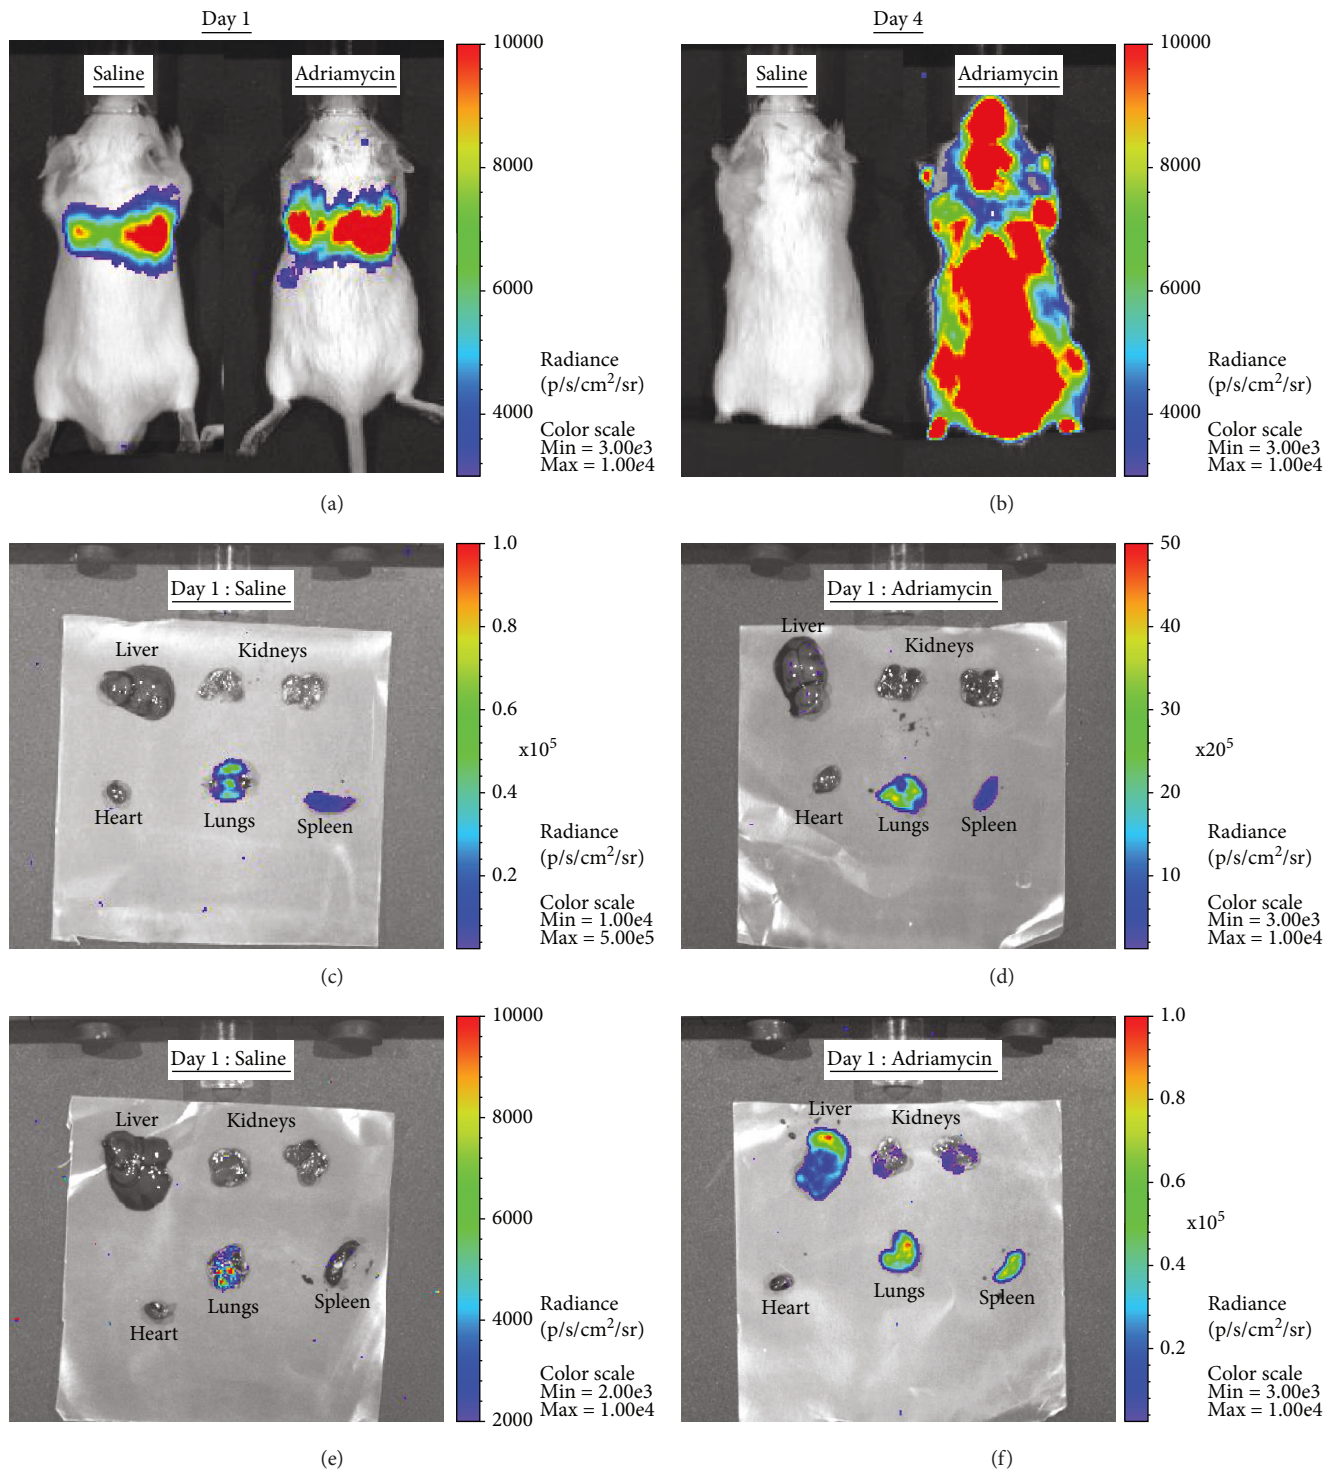 Day 1
Saline
Adriamycin
10000
8000
6000
4000
Radiance
(p/s/cm²/sr)
Color scale
Min = 3.00e3
Max = 1.00e4
(a)
Day 4
Saline
Adriamycin
10000
8000
6000
4000
Radiance
(p/s/cm²/sr)
Color scale
Min = 3.00e3
Max = 1.00e4
(b)
Day 1 : Saline
Liver
Kidneys
Heart
Lungs
Spleen
1.0
0.8
0.6
x10⁵
0.4
0.2
Radiance
(p/s/cm²/sr)
Color scale
Min = 1.00e4
Max = 5.00e5
(c)
Day 1 : Adriamycin
Liver
Kidneys
Heart
Lungs
Spleen
50
40
30
x20⁵
20
10
Radiance
(p/s/cm²/sr)
Color scale
Min = 3.00e3
Max = 1.00e4
(d)
Day 1 : Saline
Liver
Kidneys
Lungs
Spleen
Heart
10000
8000
6000
4000
2000
Radiance
(p/s/cm²/sr)
Color scale
Min = 2.00e3
Max = 1.00e4
(e)
Day 1 : Adriamycin
Liver
Kidneys
Heart
Lungs
Spleen
1.0
0.8
0.6
x10⁵
0.4
0.2
Radiance
(p/s/cm²/sr)
Color scale
Min = 3.00e3
Max = 1.00e4
(f)